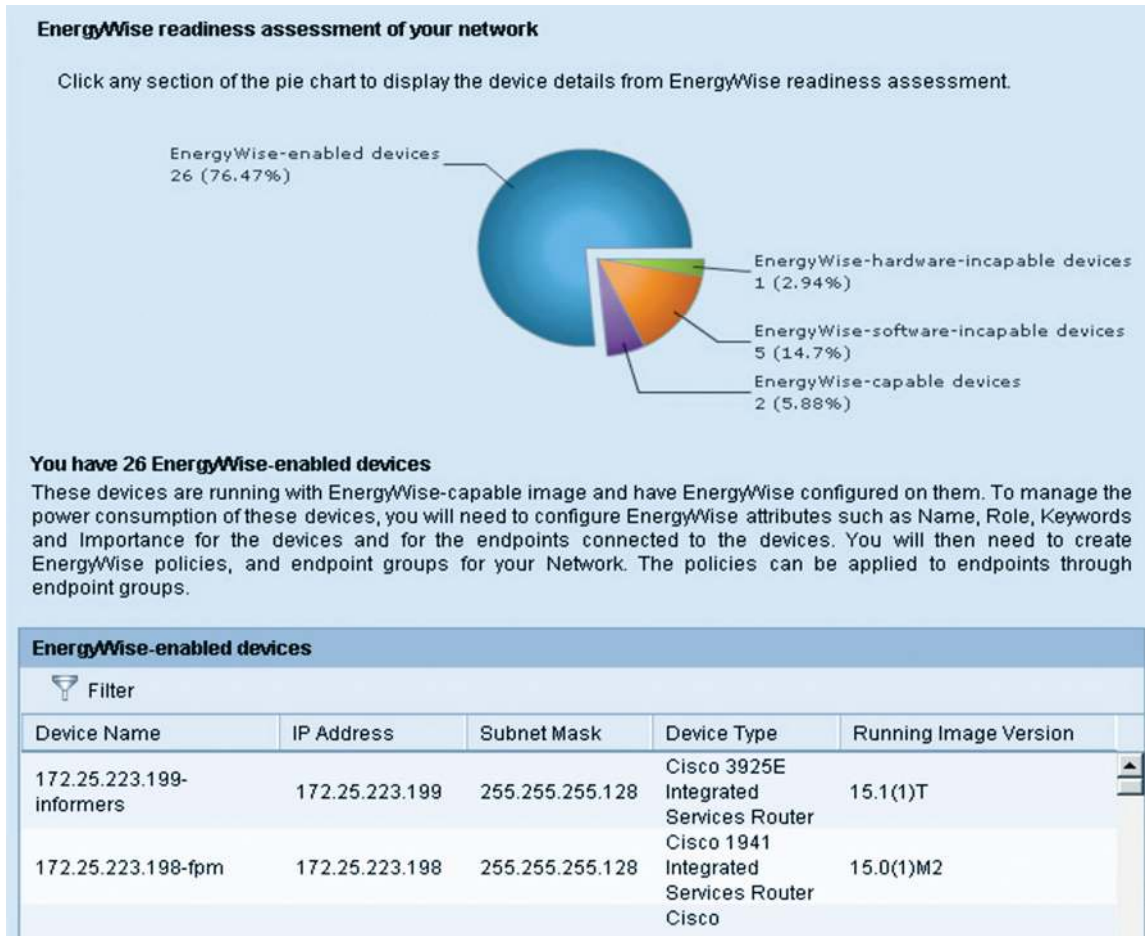 EnergyWise readiness assessment of your network
Click any section of the pie chart to display the device details from EnergyWise readiness assessment.
EnergyWise-enabled devices
26 (76.47%)
EnergyWise-hardware-incapable devices
1 (2.94%)
EnergyWise-software-incapable devices
5 (14.7%)
EnergyWise-capable devices
2 (5.88%)
You have 26 EnergyWise-enabled devices
These devices are running with EnergyWise-capable image and have EnergyWise configured on them. To manage the
power consumption of these devices, you will need to configure EnergyWise attributes such as Name, Role, Keywords
and Importance for the devices and for the endpoints connected to the devices. You will then need to create
EnergyWise policies, and endpoint groups for your Network. The policies can be applied to endpoints through
endpoint groups.
EnergyWise-enabled devices
Filter
Device Name IP Address Subnet Mask Device Type Running Image Version
172.25.223.199-
informers
172.25.223.199 255.255.255.128
Cisco 3925E
Integrated
Services Router
15.1(1)T
172.25.223.198-fpm 172.25.223.198 255.255.255.128
Cisco 1941
Integrated
Services Router
15.0(1)M2
Cisco